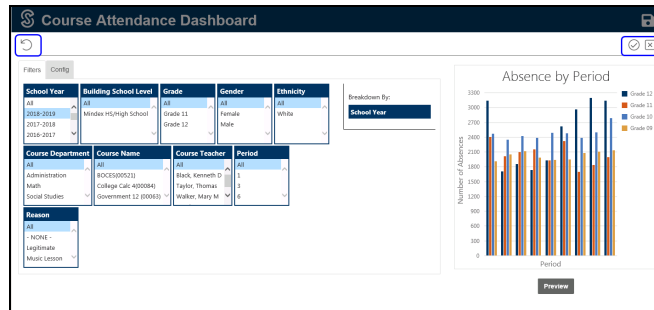 Course Attendance Dashboard
Filters Config
School Year
All
2018-2019
2017-2018
2016-2017
Building School Level
All
Mindex HS/High School
Grade
All
Grade 11
Grade 12
Gender
All
Female
Male
Ethnicity
All
White
Breakdown By:
School Year
Course Department
All
Administration
Math
Social Studies
Course Name
All
BOCES(00521)
College Calc 4(00084)
Government 12 (00063)
Course Teacher
All
Black, Kenneth D
Taylor, Thomas
Walker, Mary M
Period
All
1
3
6
Reason
All
- NONE -
Legitimate
Music Lesson
Absence by Period
Number of Absences
3300
3000
2700
2400
2100
1800
1500
1200
900
600
300
0
Period
Grade 12
Grade 11
Grade 10
Grade 09
Preview